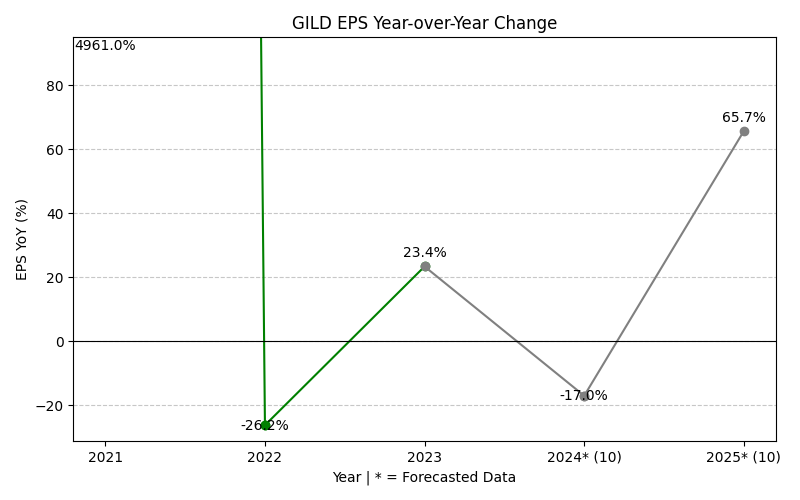 GILD EPS Year-over-Year Change
4961.0%
80
65.7%
60
40
23.4%
20
0
-17.0%
−20
-26.2%
EPS YoY (%)
2021 2022 2023 2024* (10) 2025* (10)
Year | * = Forecasted Data